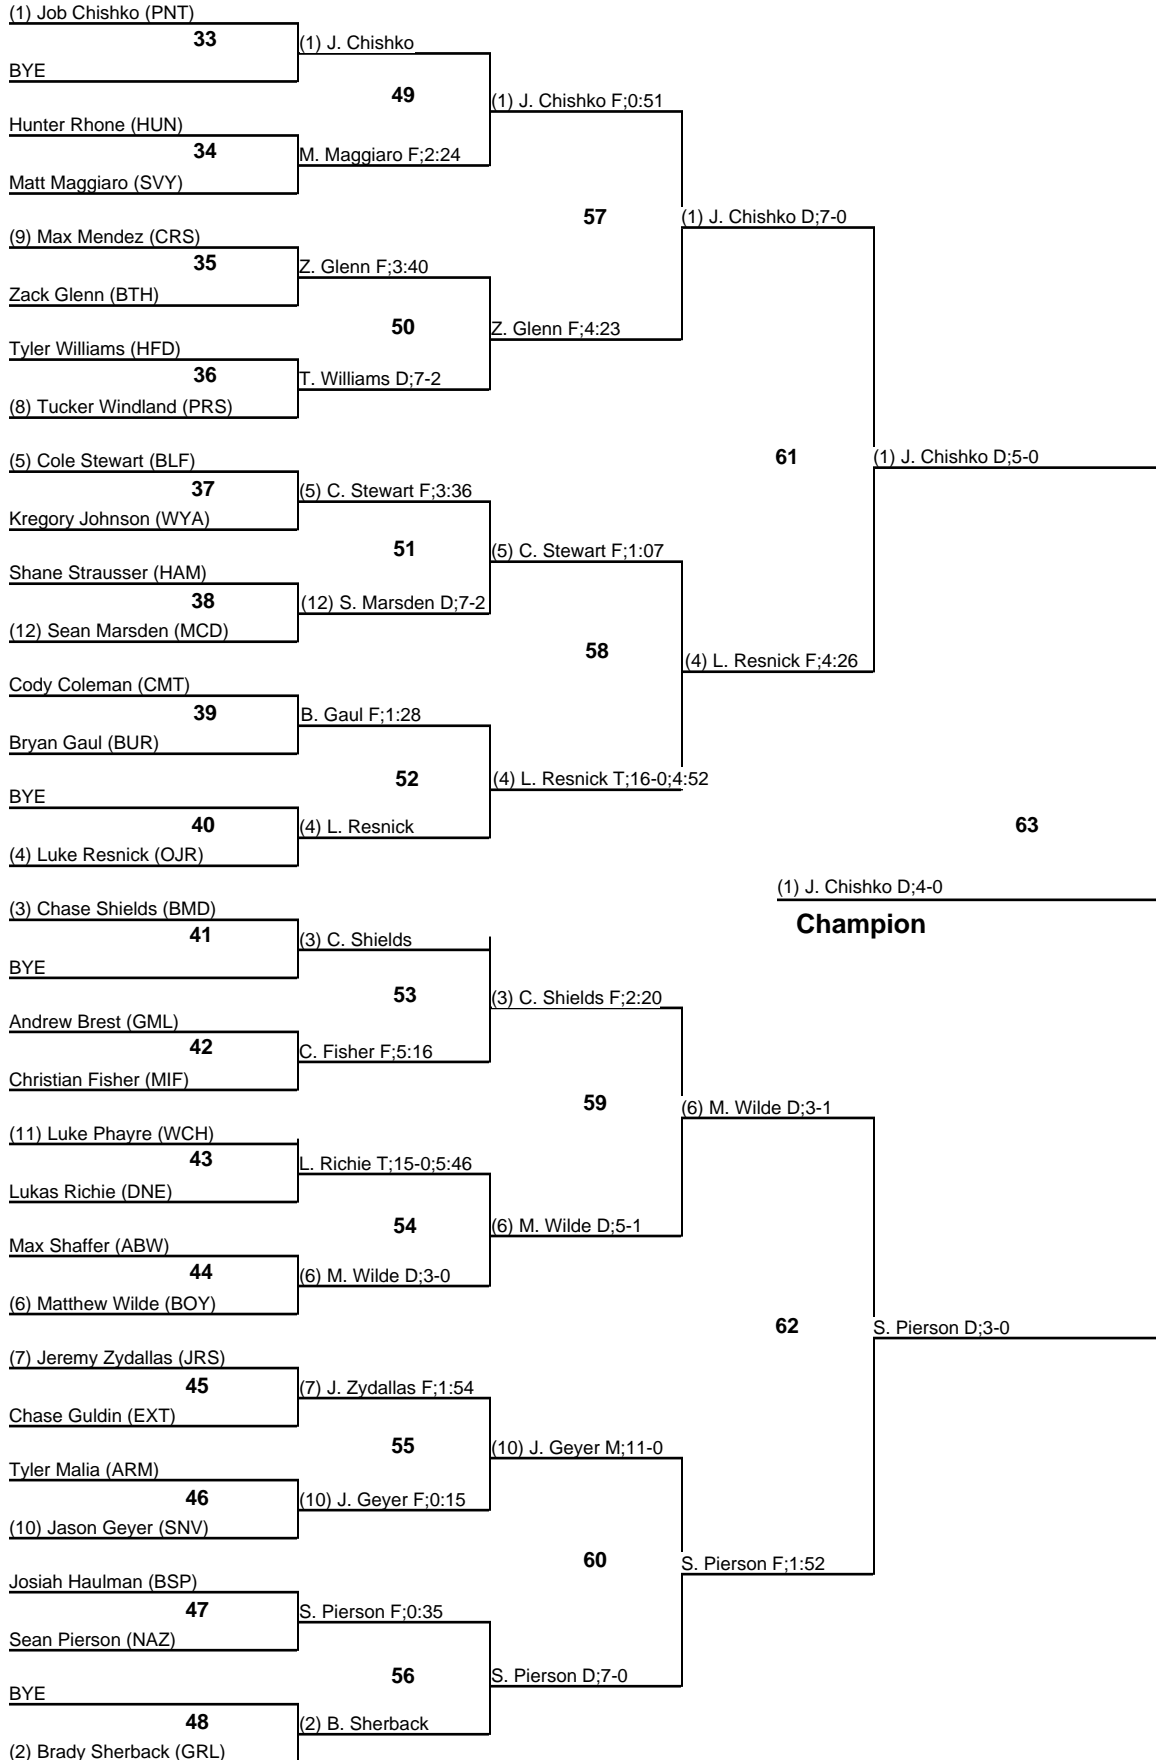 (1) Job Chishko (PNT)
33
(1) J. Chishko
BYE
49
(1) J. Chishko F;0:51
Hunter Rhone (HUN)
34
M. Maggiaro F;2:24
Matt Maggiaro (SVY)
57
(1) J. Chishko D;7-0
(9) Max Mendez (CRS)
35
Z. Glenn F;3:40
Zack Glenn (BTH)
50
Z. Glenn F;4:23
Tyler Williams (HFD)
36
T. Williams D;7-2
(8) Tucker Windland (PRS)
61
(1) J. Chishko D;5-0
(5) Cole Stewart (BLF)
37
(5) C. Stewart F;3:36
Kregory Johnson (WYA)
51
(5) C. Stewart F;1:07
Shane Strausser (HAM)
38
(12) S. Marsden D;7-2
(12) Sean Marsden (MCD)
58
(4) L. Resnick F;4:26
Cody Coleman (CMT)
39
B. Gaul F;1:28
Bryan Gaul (BUR)
52
(4) L. Resnick T;16-0;4:52
BYE
40
(4) L. Resnick
(4) Luke Resnick (OJR)
63
(1) J. Chishko D;4-0
Champion
(3) Chase Shields (BMD)
41
(3) C. Shields
BYE
53
(3) C. Shields F;2:20
Andrew Brest (GML)
42
C. Fisher F;5:16
Christian Fisher (MIF)
59
(6) M. Wilde D;3-1
(11) Luke Phayre (WCH)
43
L. Richie T;15-0;5:46
Lukas Richie (DNE)
54
(6) M. Wilde D;5-1
Max Shaffer (ABW)
44
(6) M. Wilde D;3-0
(6) Matthew Wilde (BOY)
62
S. Pierson D;3-0
(7) Jeremy Zydallas (JRS)
45
(7) J. Zydallas F;1:54
Chase Guldin (EXT)
55
(10) J. Geyer M;11-0
Tyler Malia (ARM)
46
(10) J. Geyer F;0:15
(10) Jason Geyer (SNV)
60
S. Pierson F;1:52
Josiah Haulman (BSP)
47
S. Pierson F;0:35
Sean Pierson (NAZ)
56
S. Pierson D;7-0
BYE
48
(2) B. Sherback
(2) Brady Sherback (GRL)